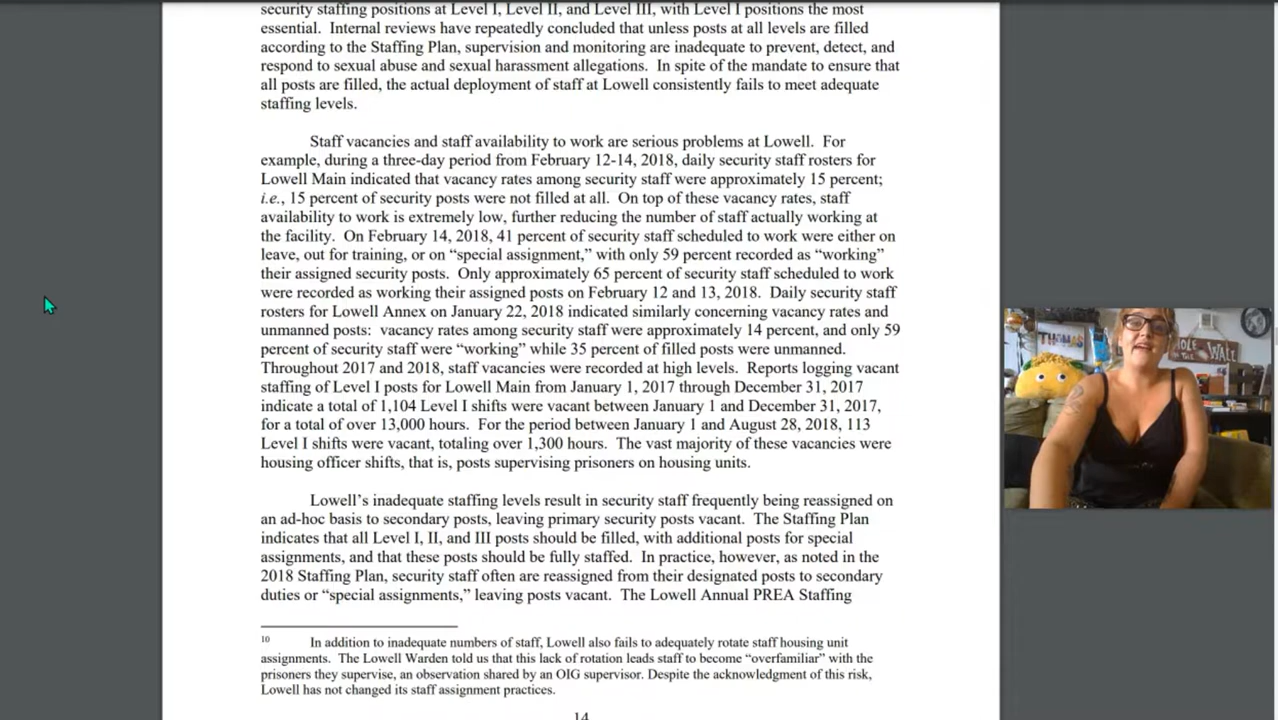 security staffing positions at Level I, Level II, and Level III, with Level I positions the most
essential. Internal reviews have repeatedly concluded that unless posts at all levels are filled
according to the Staffing Plan, supervision and monitoring are inadequate to prevent, detect, and
respond to sexual abuse and sexual harassment allegations. In spite of the mandate to ensure that
all posts are filled, the actual deployment of staff at Lowell consistently fails to meet adequate
staffing levels.
Staff vacancies and staff availability to work are serious problems at Lowell. For
example, during a three-day period from February 12-14, 2018, daily security staff rosters for
Lowell Main indicated that vacancy rates among security staff were approximately 15 percent;
i.e., 15 percent of security posts were not filled at all. On top of these vacancy rates, staff
availability to work is extremely low, further reducing the number of staff actually working at
the facility. On February 14, 2018, 41 percent of security staff scheduled to work were either on
leave, out for training, or on “special assignment,” with only 59 percent recorded as “working”
their assigned security posts. Only approximately 65 percent of security staff scheduled to work
were recorded as working their assigned posts on February 12 and 13, 2018. Daily security staff
rosters for Lowell Annex on January 22, 2018 indicated similarly concerning vacancy rates and
unmanned posts: vacancy rates among security staff were approximately 14 percent, and only 59
percent of security staff were “working” while 35 percent of filled posts were unmanned.
Throughout 2017 and 2018, staff vacancies were recorded at high levels. Reports logging vacant
staffing of Level I posts for Lowell Main from January 1, 2017 through December 31, 2017
indicate a total of 1,104 Level I shifts were vacant between January 1 and December 31, 2017,
for a total of over 13,000 hours. For the period between January 1 and August 28, 2018, 113
Level I shifts were vacant, totaling over 1,300 hours. The vast majority of these vacancies were
housing officer shifts, that is, posts supervising prisoners on housing units.
Lowell’s inadequate staffing levels result in security staff frequently being reassigned on
an ad-hoc basis to secondary posts, leaving primary security posts vacant. The Staffing Plan
indicates that all Level I, II, and III posts should be filled, with additional posts for special
assignments, and that these posts should be fully staffed. In practice, however, as noted in the
2018 Staffing Plan, security staff often are reassigned from their designated posts to secondary
duties or “special assignments,” leaving posts vacant. The Lowell Annual PREA Staffing
10 In addition to inadequate numbers of staff, Lowell also fails to adequately rotate staff housing unit
assignments. The Lowell Warden told us that this lack of rotation leads staff to become “overfamiliar” with the
prisoners they supervise, an observation shared by an OIG supervisor. Despite the acknowledgment of this risk,
Lowell has not changed its staff assignment practices.
14
HOLE
IN THE WALL